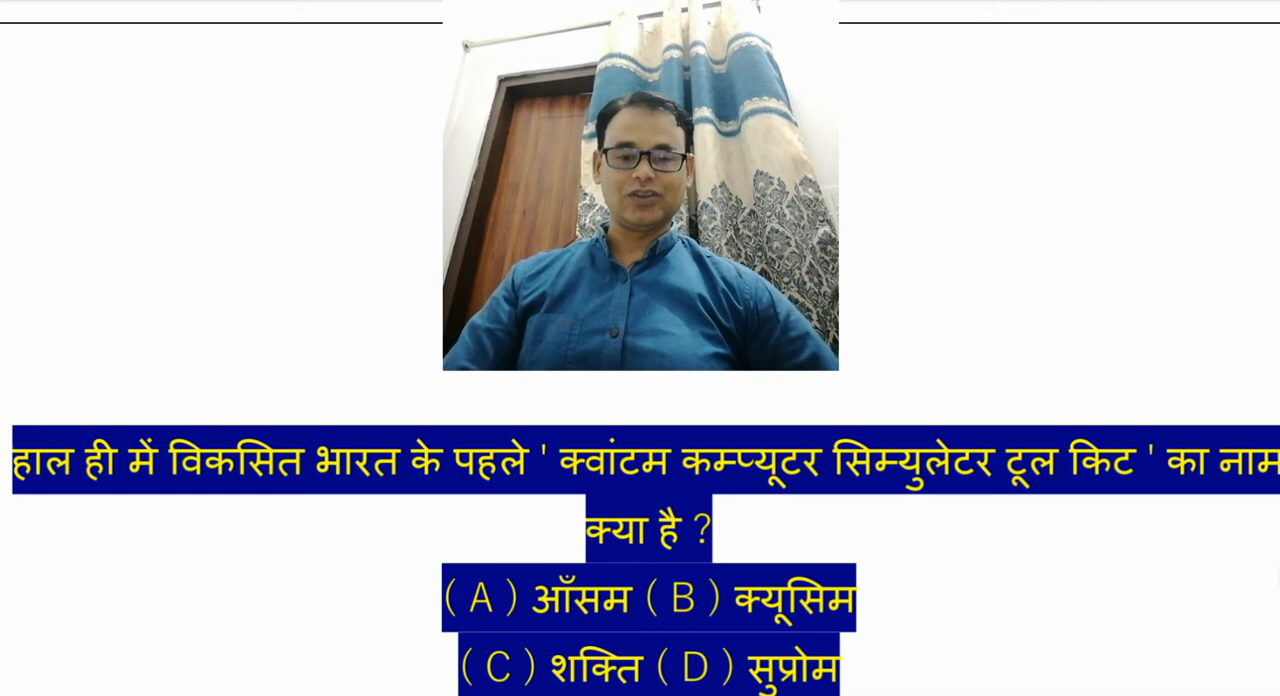 हाल ही में विकसित भारत के पहले ' क्वांटम कम्प्यूटर सिम्युलेटर टूल किट ' का नाम
क्या है ?
( A ) आँसम ( B ) क्यूसिम
( C ) शक्ति ( D ) सुप्रोम